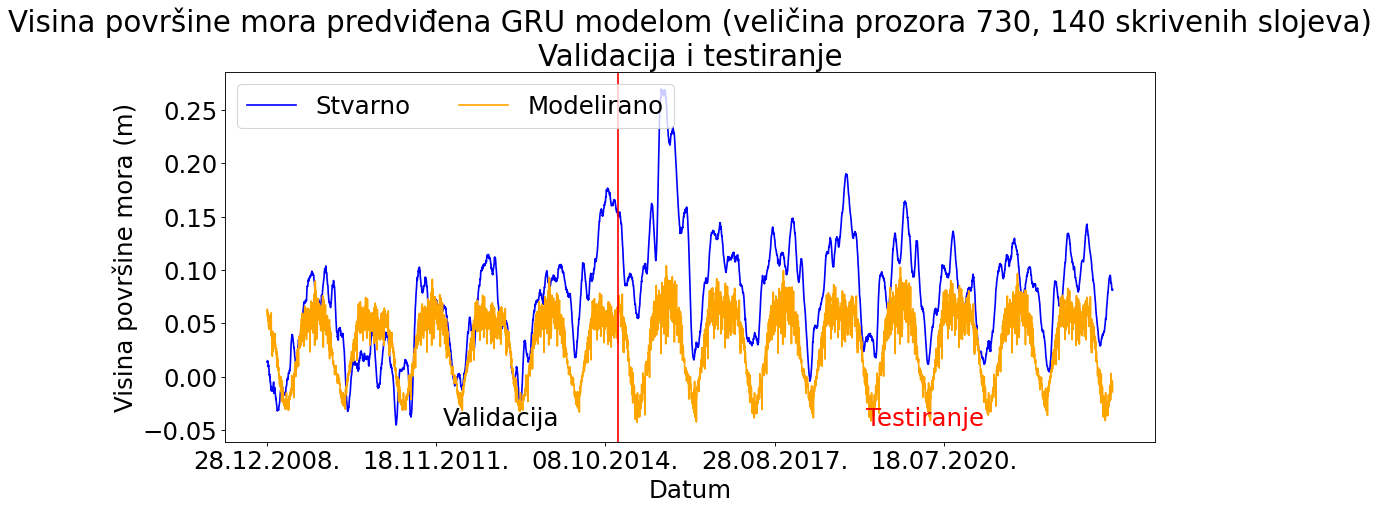 Visina površine mora predviđena GRU modelom (veličina prozora 730, 140 skrivenih slojeva)
Validacija i testiranje
Stvarno
Modelirano
Visina površine mora (m)
0.25
0.20
0.15
0.10
0.05
0.00
−0.05
Validacija
Testiranje
28.12.2008.
18.11.2011.
08.10.2014.
28.08.2017.
18.07.2020.
Datum